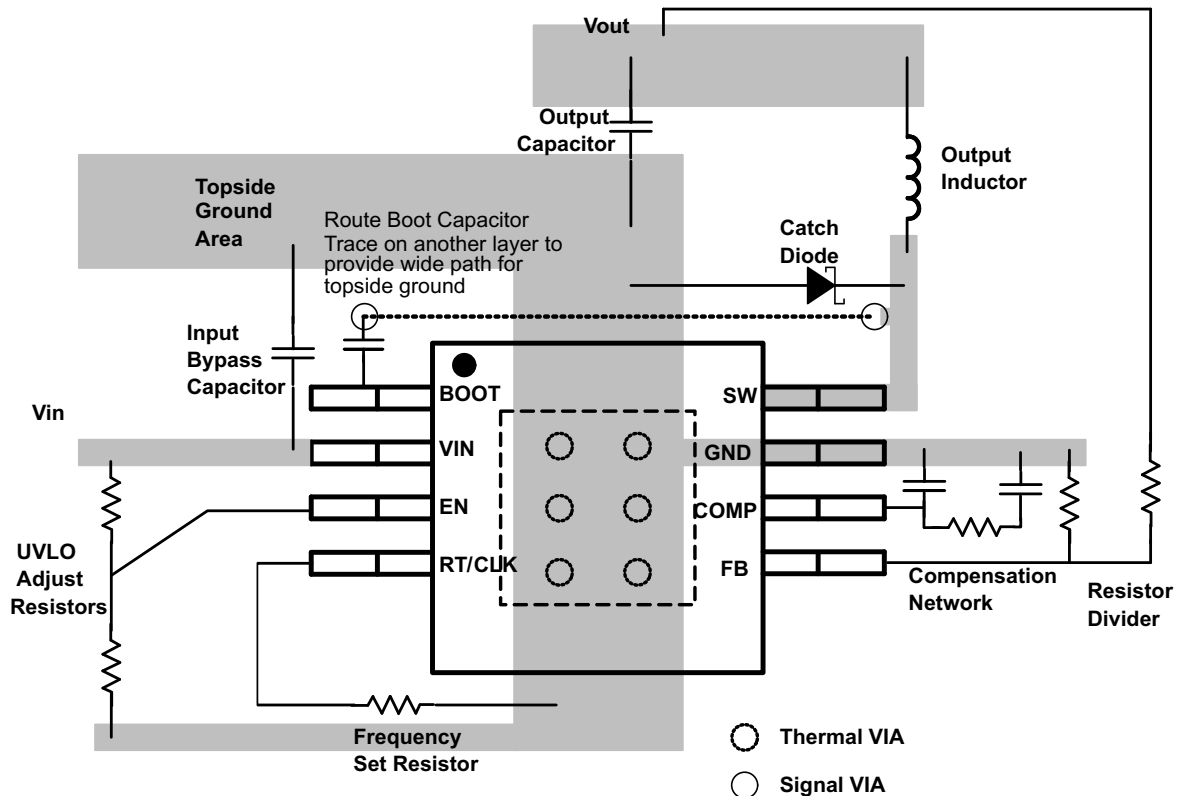 Vout
Output
Capacitor
Output
Inductor
Topside
Ground
Area
Route Boot Capacitor
Trace on another layer to
provide wide path for
topside ground
Catch
Diode
Input
Bypass
Capacitor
BOOT
SW
Vin
VIN
GND
EN
COMP
RT/CLK
FB
UVLO
Adjust
Resistors
Compensation
Network
Resistor
Divider
Frequency
Set Resistor
Thermal VIA
Signal VIA